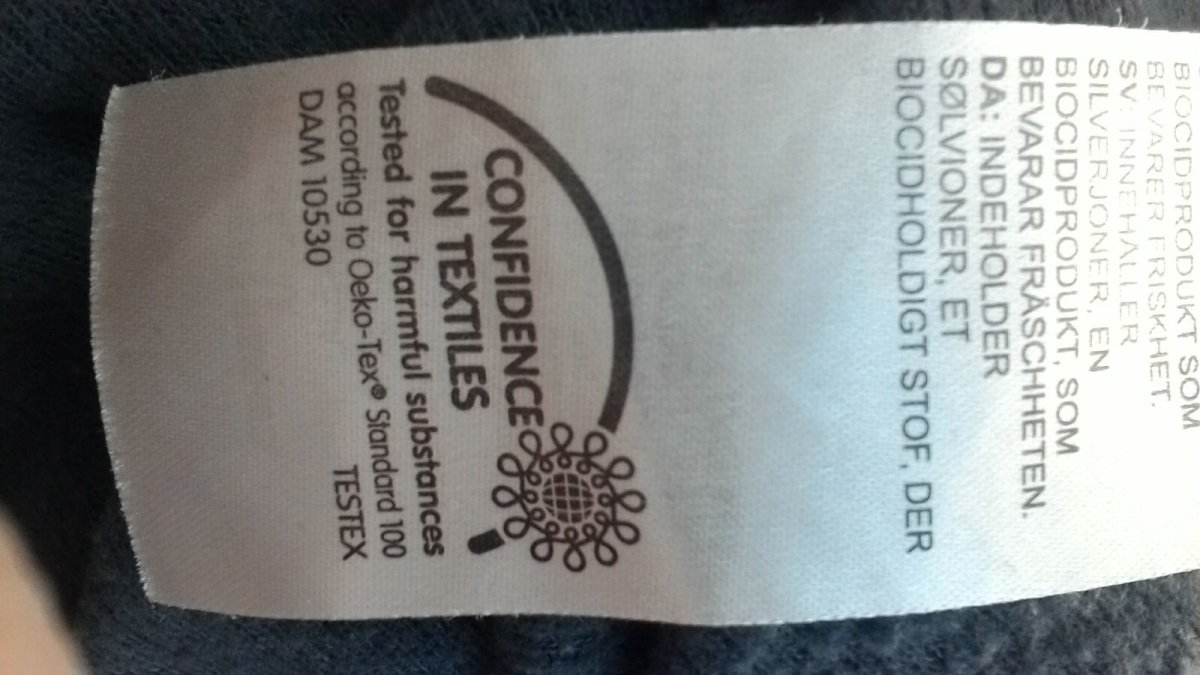 BIOCIDPRODUKT SOM
BEVARER FRISKHET.
SV: INNEHÅLLER
SILVERJONER, EN
BIOCIDPRODUKT, SOM
BEVARAR FRÄSCHHETEN.
DA: INDEHOLDER
SØLVIONER, ET
BIOCIDHOLDIGT STOF, DER
CONFIDENCE
IN TEXTILES
Tested for harmful substances
according to Oeko-Tex® Standard 100
DAM 10530 TESTEX